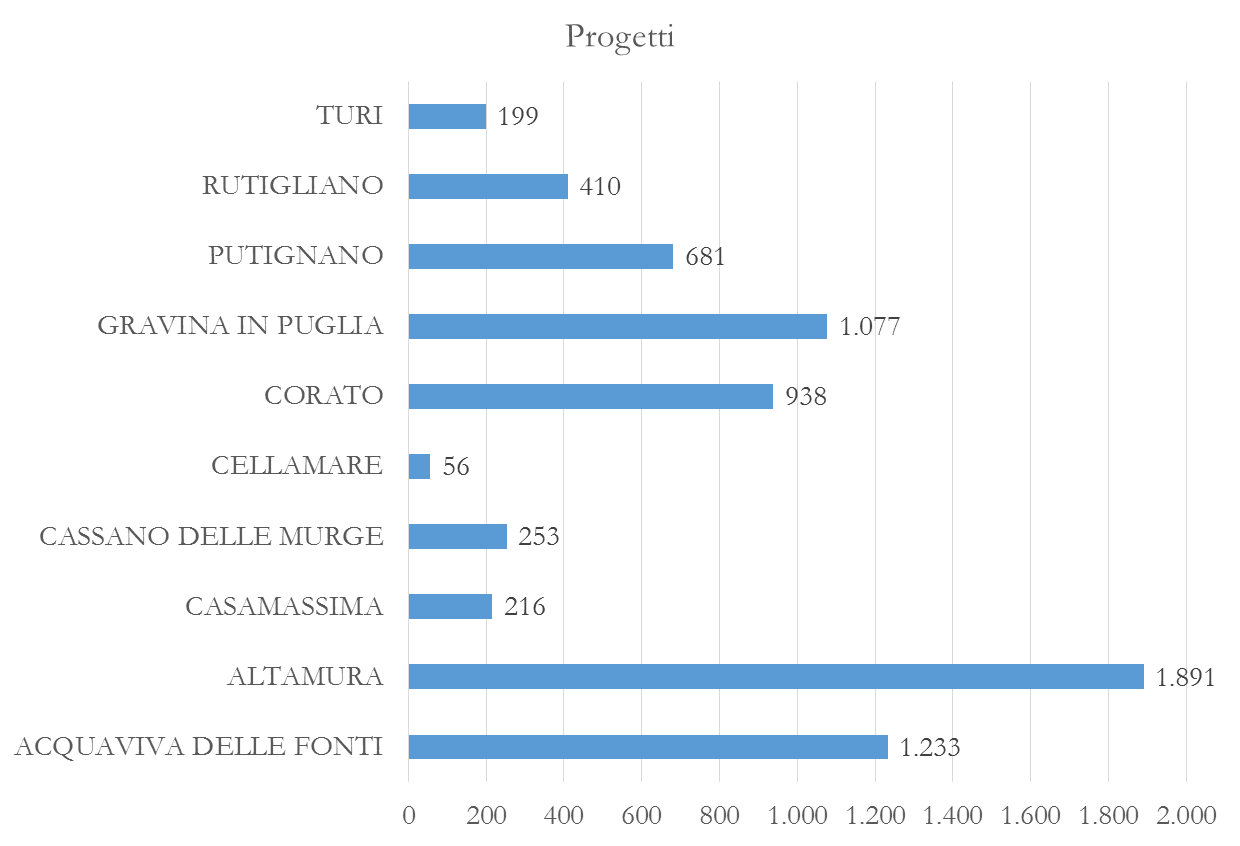 Progetti
TURI 199
RUTIGLIANO 410
PUTIGNANO 681
GRAVINA IN PUGLIA 1.077
CORATO 938
CELLAMARE 56
CASSANO DELLE MURGE 253
CASAMASSIMA 216
ALTAMURA 1.891
ACQUAVIVA DELLE FONTI 1.233
0 200 400 600 800 1.000 1.200 1.400 1.600 1.800 2.000